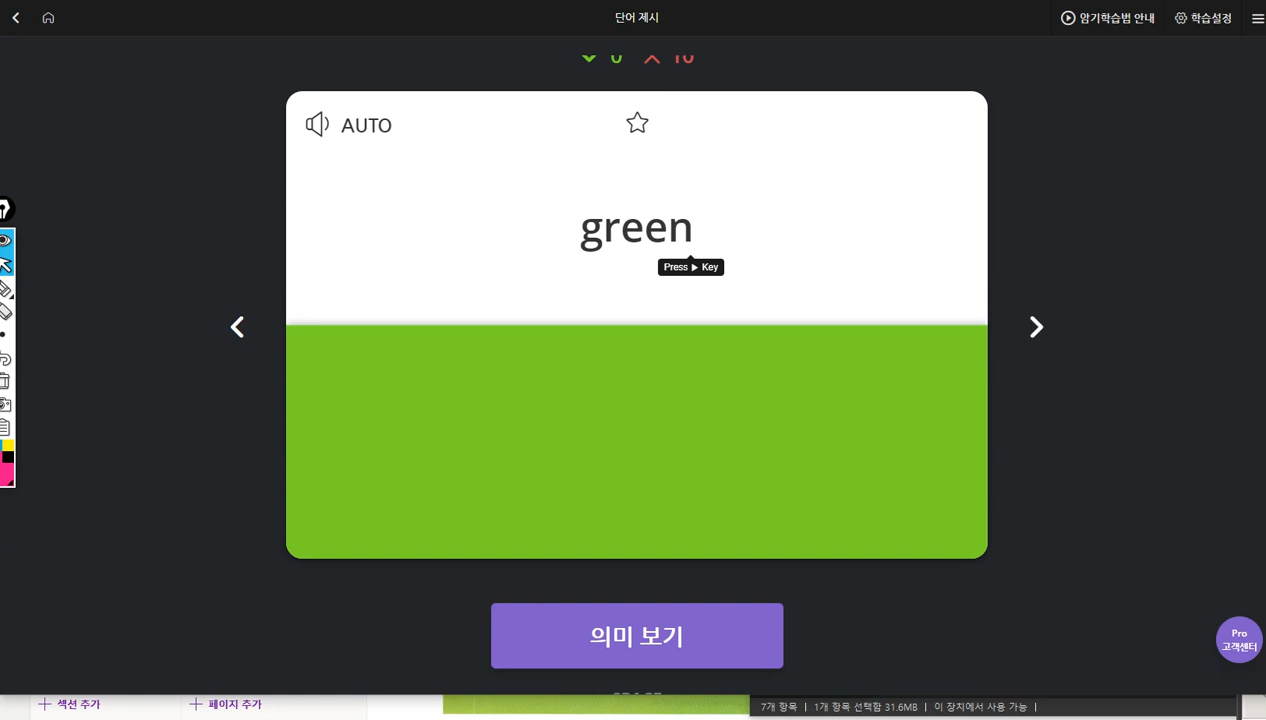 단어 제시
암기학습법 안내
학습설정
0 10
AUTO
green
Press ▶ Key
의미 보기
Pro
고객센터
섹션 추가
페이지 추가
7개 항목 | 1개 항목 선택함 31.6MB | 이 장치에서 사용 가능 |